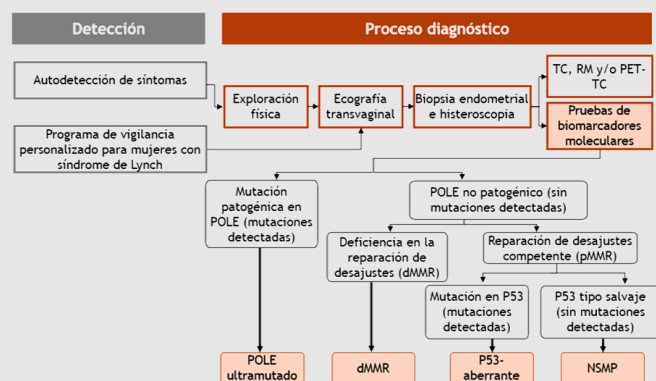 Detección
Proceso diagnóstico
Autodetección de síntomas
Programa de vigilancia
personalizado para mujeres con
síndrome de Lynch
Exploración
física
Ecografía
transvaginal
Biopsia endometrial
e histeroscopia
TC, RM y/o PET-
TC
Pruebas de
biomarcadores
moleculares
Mutación
patogénica en
POLE (mutaciones
detectadas)
POLE no patogénico (sin
mutaciones detectadas)
Deficiencia en la
reparación de
desajustes (dMMR)
Reparación de desajustes
competente (pMMR)
Mutación en P53
(mutaciones
detectadas)
P53 tipo salvaje
(sin mutaciones
detectadas)
POLE
ultramutado
dMMR
P53-
aberrante
NSMP